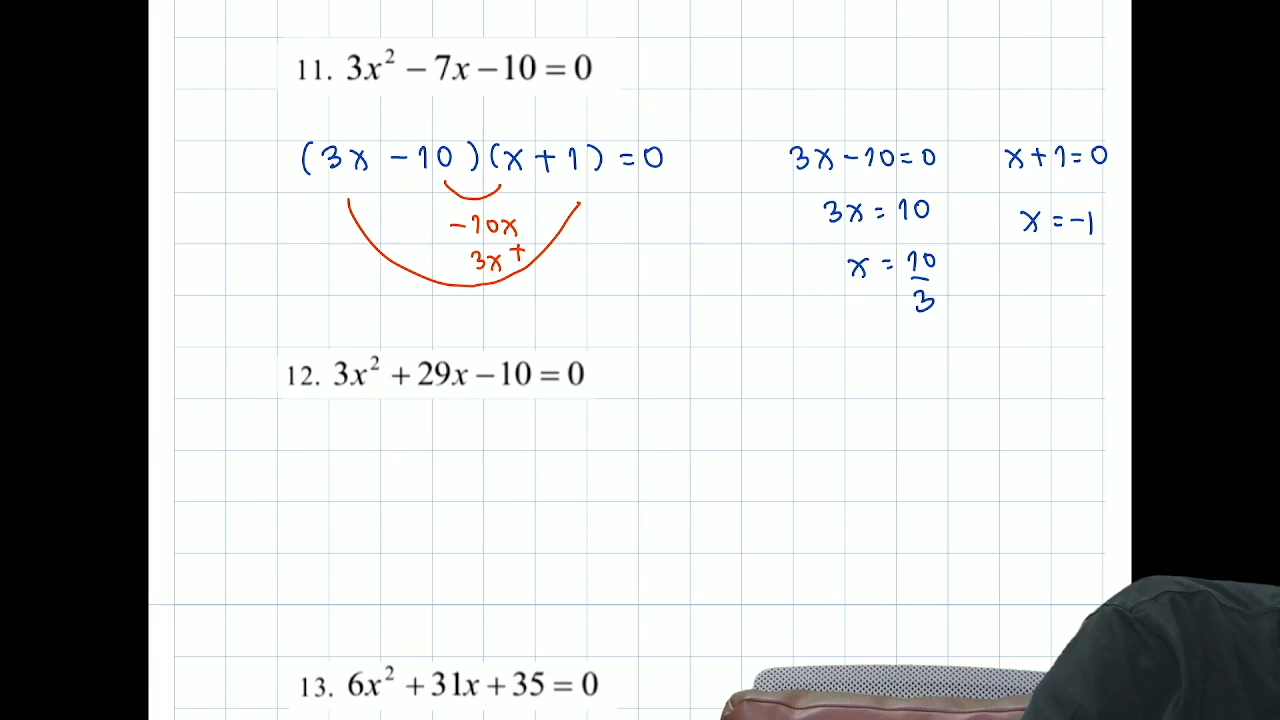 11. 3x² − 7x − 10 = 0
(3x − 10)(x + 1) = 0
−10x
3x +
3x − 10 = 0
3x = 10
x = 10/3
x + 1 = 0
x = −1
12. 3x² + 29x − 10 = 0
13. 6x² + 31x + 35 = 0